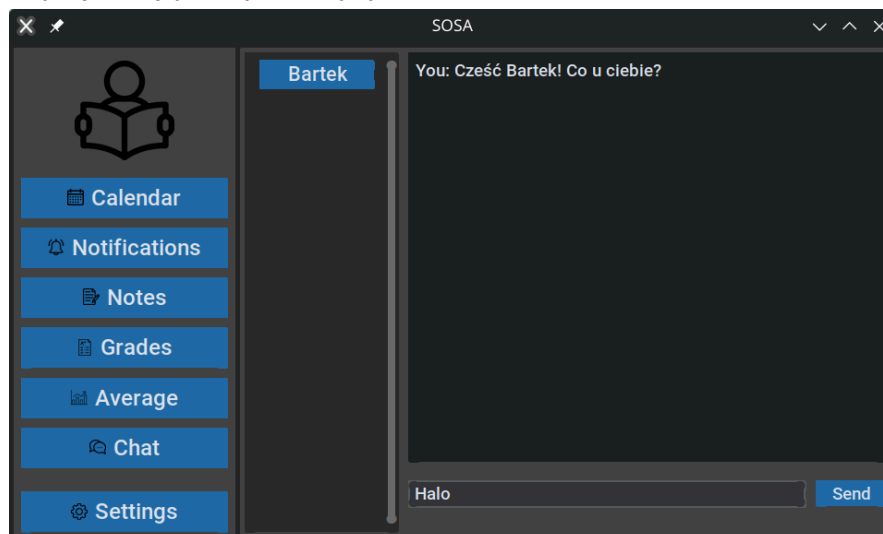 SOSA
Calendar
Notifications
Notes
Grades
Average
Chat
Settings
Bartek
You: Cześć Bartek! Co u ciebie?
Halo
Send